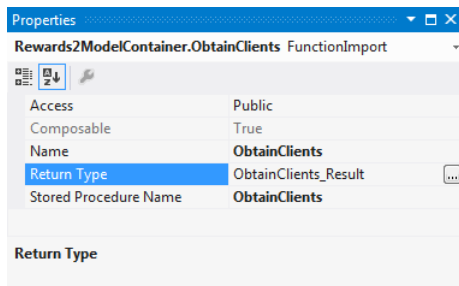 Properties
Rewards2ModelContainer.ObtainClients FunctionImport
Access Public
Composable True
Name ObtainClients
Return Type ObtainClients_Result ...
Stored Procedure Name ObtainClients
Return Type